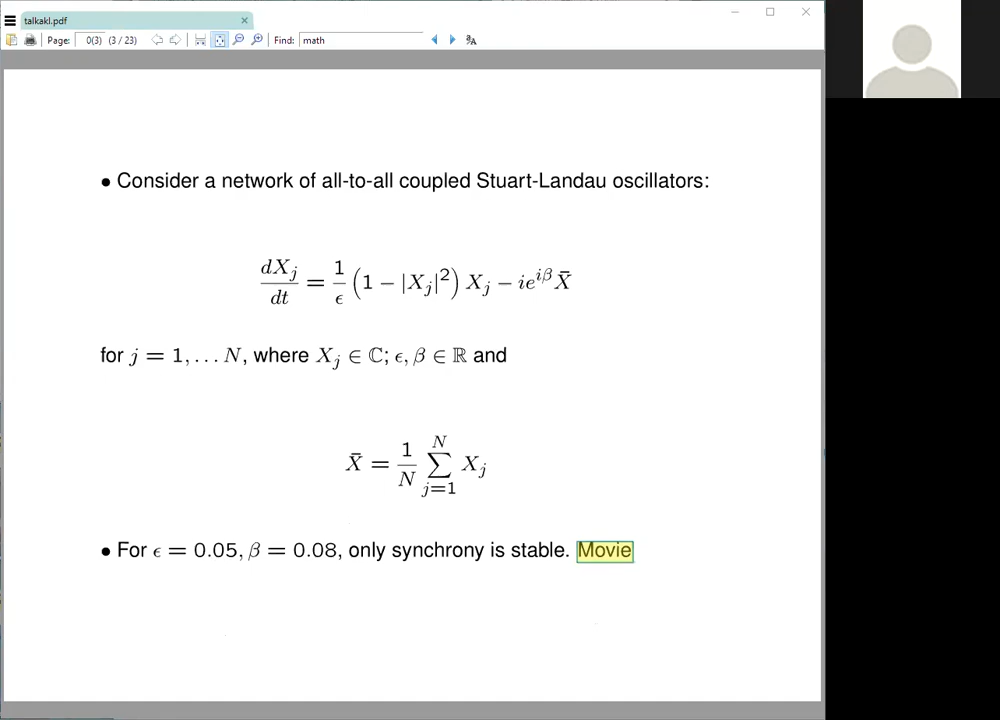 talkakl.pdf
Page: 0(3) (3 / 23) Find: math
• Consider a network of all-to-all coupled Stuart-Landau oscillators:
dX_j/dt = 1/ϵ (1 − |X_j|²) X_j − ie^{iβ} X̄
for j = 1, . . . N, where X_j ∈ ℂ; ϵ, β ∈ ℝ and
X̄ = 1/N ∑_{j=1}^{N} X_j
• For ϵ = 0.05, β = 0.08, only synchrony is stable. Movie